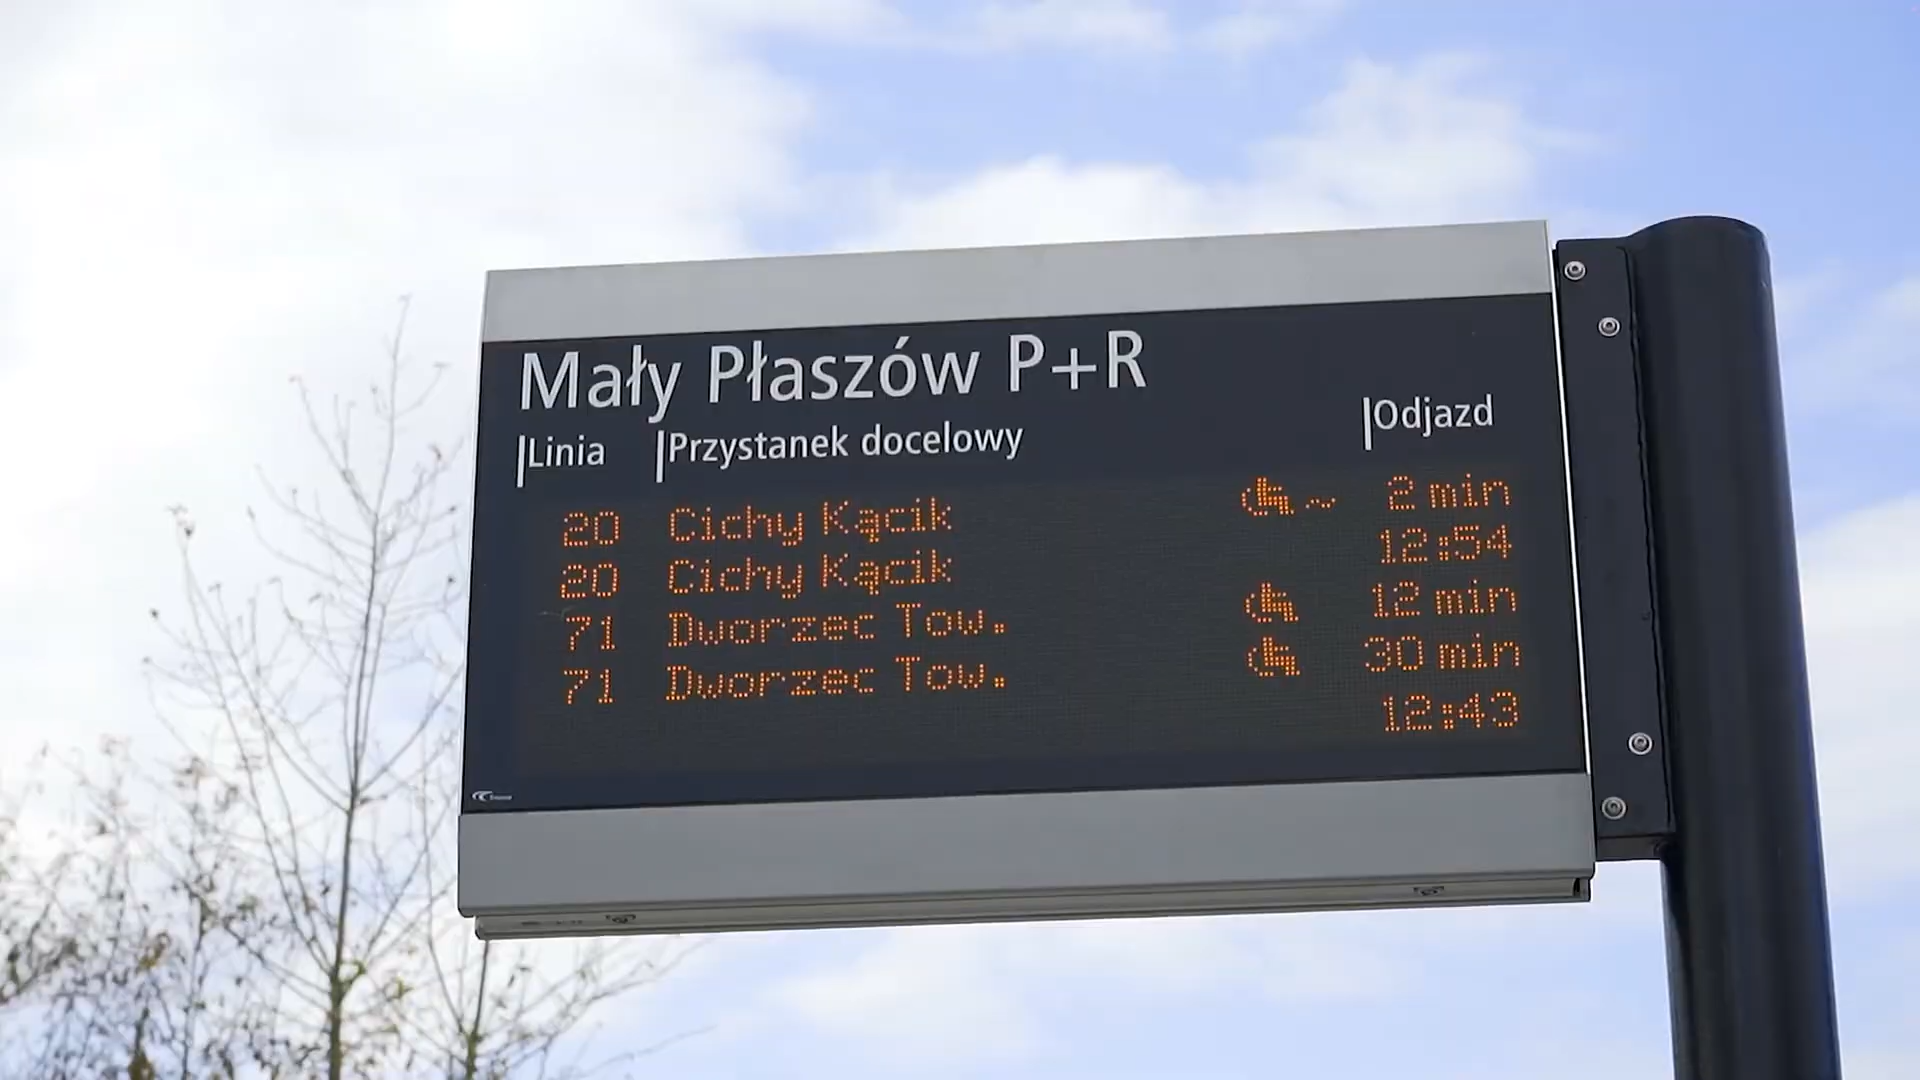 Mały Płaszów P+R
Linia Przystanek docelowy Odjazd
20 Cichy Kącik ~ 2 min
20 Cichy Kącik 12:54
71 Dworzec Tow. 12 min
71 Dworzec Tow. 30 min
12:43